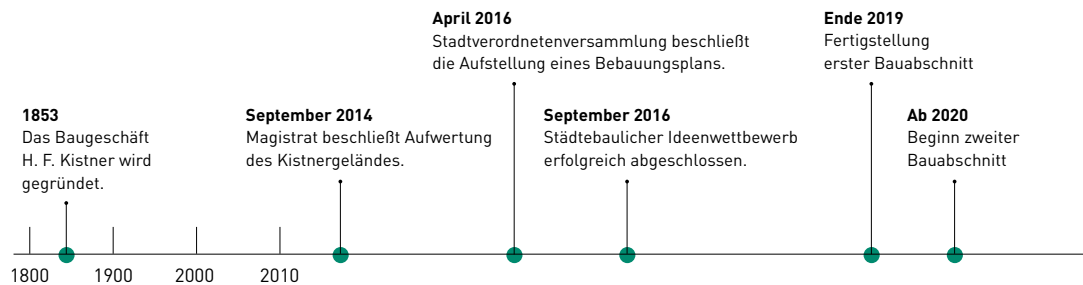 1853
Das Baugeschäft
H. F. Kistner wird
gegründet.
September 2014
Magistrat beschließt Aufwertung
des Kistnergeländes.
April 2016
Stadtverordnetenversammlung beschließt
die Aufstellung eines Bebauungsplans.
September 2016
Städtebaulicher Ideenwettbewerb
erfolgreich abgeschlossen.
Ende 2019
Fertigstellung
erster Bauabschnitt
Ab 2020
Beginn zweiter
Bauabschnitt
1800
1900
2000
2010